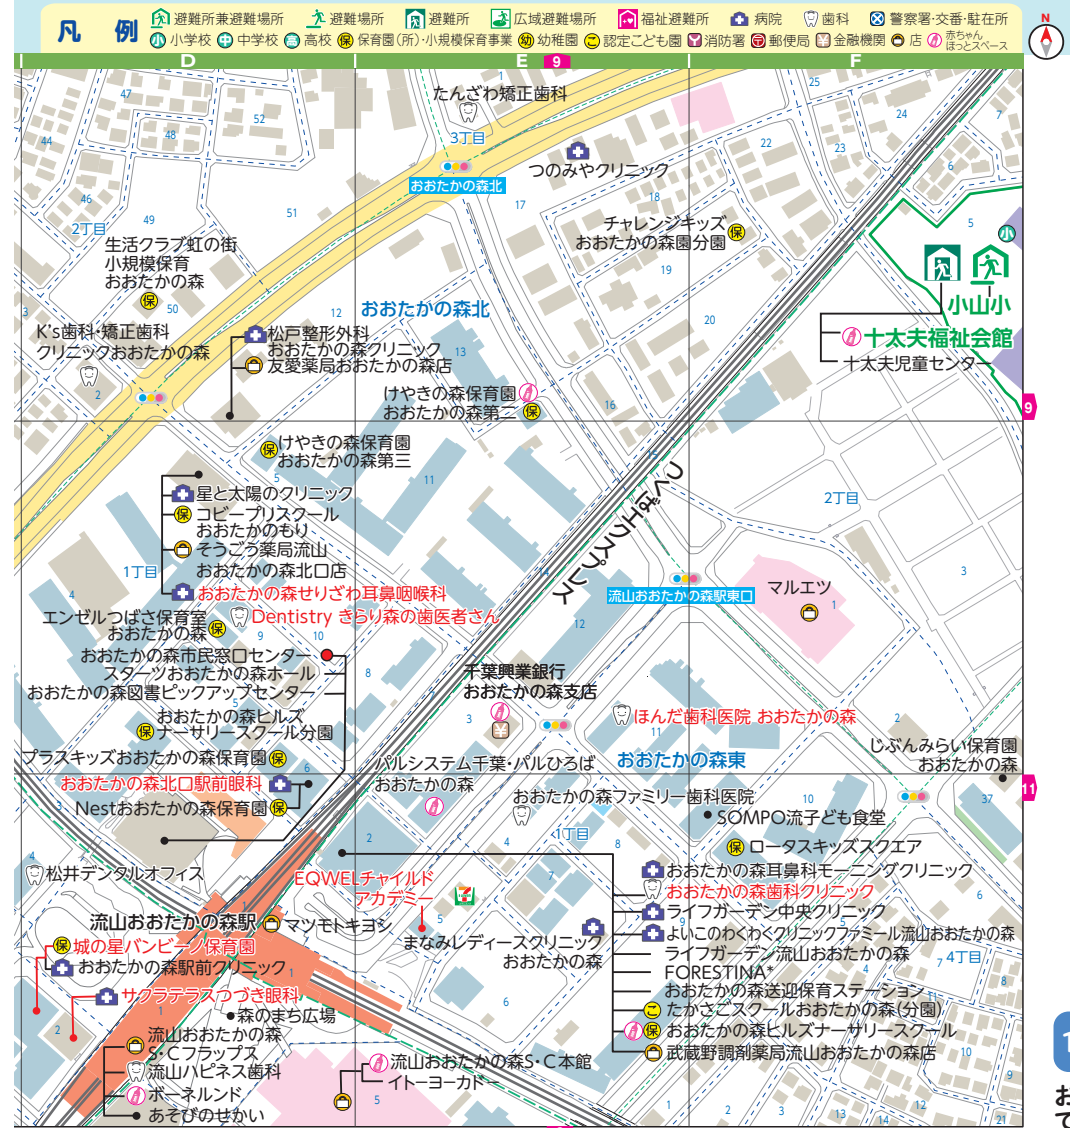 凡 例
避難所兼避難場所 避難場所 避難所 広域避難場所 福祉避難所 病院 歯科 警察署・交番・駐在所
小 小学校 中 中学校 高 高校 保 保育園(所)・小規模保育事業 幼 幼稚園 こ 認定こども園 消防署 郵便局 金融機関 店 赤ちゃんほっとスペース
N
D E 9 F
たんざわ矯正歯科
3丁目
おおたかの森北
つのみやクリニック
チャレンジキッズ
おおたかの森園分園
2丁目
生活クラブ虹の街
小規模保育
おおたかの森
小山小
十太夫福祉会館
十太夫児童センター
おおたかの森北
K's歯科・矯正歯科
クリニックおおたかの森
松戸整形外科
おおたかの森クリニック
友愛薬局おおたかの森店
けやきの森保育園
おおたかの森第二
9
けやきの森保育園
おおたかの森第三
星と太陽のクリニック
コビープリスクール
おおたかのもり
そうごう薬局流山
おおたかの森北口店
1丁目
おおたかの森せりざわ耳鼻咽喉科
つくばエクスプレス
2丁目
流山おおたかの森駅東口
マルエツ
エンゼルつばさ保育室
おおたかの森
Dentistry きらり森の歯医者さん
おおたかの森市民窓口センター
スターツおおたかの森ホール
おおたかの森図書ピックアップセンター
千葉興業銀行
おおたかの森支店
おおたかの森ヒルズ
ナーサリースクール分園
ほんだ歯科医院 おおたかの森
プラスキッズおおたかの森保育園
おおたかの森東
じぶんみらい保育園
おおたかの森
パルシステム千葉・パルひろば
おおたかの森
おおたかの森北口駅前眼科
Nestおおたかの森保育園
おおたかの森ファミリー歯科医院
11
SOMPO流子ども食堂
1丁目
ロータスキッズスクエア
松井デンタルオフィス
EQWELチャイルド
アカデミー
おおたかの森耳鼻科モーニングクリニック
おおたかの森歯科クリニック
ライフガーデン中央クリニック
よいこのわくわくクリニックファミール流山おおたかの森
ライフガーデン流山おおたかの森
FORESTINA*
おおたかの森送迎保育ステーション
たかさごスクールおおたかの森(分園)
おおたかの森ヒルズナーサリースクール
武蔵野調剤薬局流山おおたかの森店
4丁目
流山おおたかの森駅
マツモトキヨシ
まなみレディースクリニック
おおたかの森
城の星バンビーノ保育園
おおたかの森駅前クリニック
サクラテラスつづき眼科
森のまち広場
流山おおたかの森
S・Cフラップス
流山ハピネス歯科
ボーネルンド
あそびのせかい
流山おおたかの森S・C本館
イトーヨーカドー